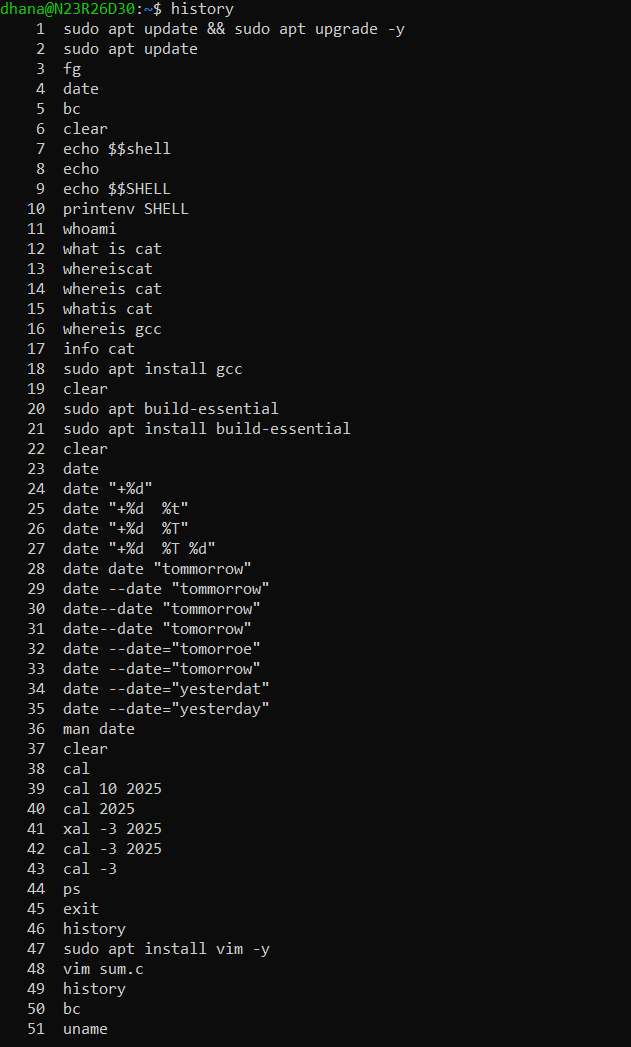 dhana@N23R26D30:~$ history
    1  sudo apt update && sudo apt upgrade -y
    2  sudo apt update
    3  fg
    4  date
    5  bc
    6  clear
    7  echo $$shell
    8  echo
    9  echo $$SHELL
   10  printenv SHELL
   11  whoami
   12  what is cat
   13  whereiscat
   14  whereis cat
   15  whatis cat
   16  whereis gcc
   17  info cat
   18  sudo apt install gcc
   19  clear
   20  sudo apt build-essential
   21  sudo apt install build-essential
   22  clear
   23  date
   24  date "+%d"
   25  date "+%d  %t"
   26  date "+%d  %T"
   27  date "+%d  %T %d"
   28  date date "tommorrow"
   29  date --date "tommorrow"
   30  date--date "tommorrow"
   31  date--date "tomorrow"
   32  date --date="tomorroe"
   33  date --date="tomorrow"
   34  date --date="yesterdat"
   35  date --date="yesterday"
   36  man date
   37  clear
   38  cal
   39  cal 10 2025
   40  cal 2025
   41  xal -3 2025
   42  cal -3 2025
   43  cal -3
   44  ps
   45  exit
   46  history
   47  sudo apt install vim -y
   48  vim sum.c
   49  history
   50  bc
   51  uname